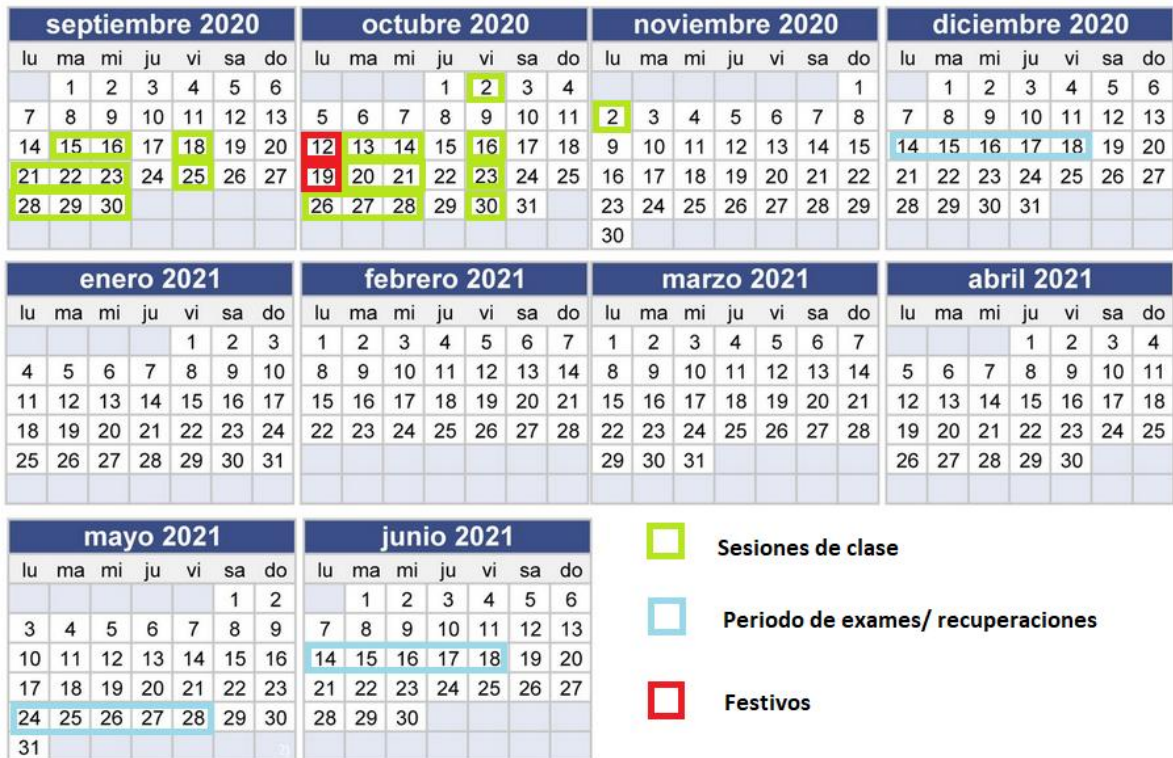 septiembre 2020
lu ma mi ju vi sa do
1 2 3 4 5 6
7 8 9 10 11 12 13
14 15 16 17 18 19 20
21 22 23 24 25 26 27
28 29 30
octubre 2020
lu ma mi ju vi sa do
1 2 3 4
5 6 7 8 9 10 11
12 13 14 15 16 17 18
19 20 21 22 23 24 25
26 27 28 29 30 31
noviembre 2020
lu ma mi ju vi sa do
1
2 3 4 5 6 7 8
9 10 11 12 13 14 15
16 17 18 19 20 21 22
23 24 25 26 27 28 29
30
diciembre 2020
lu ma mi ju vi sa do
1 2 3 4 5 6
7 8 9 10 11 12 13
14 15 16 17 18 19 20
21 22 23 24 25 26 27
28 29 30 31
enero 2021
lu ma mi ju vi sa do
1 2 3
4 5 6 7 8 9 10
11 12 13 14 15 16 17
18 19 20 21 22 23 24
25 26 27 28 29 30 31
febrero 2021
lu ma mi ju vi sa do
1 2 3 4 5 6 7
8 9 10 11 12 13 14
15 16 17 18 19 20 21
22 23 24 25 26 27 28
marzo 2021
lu ma mi ju vi sa do
1 2 3 4 5 6 7
8 9 10 11 12 13 14
15 16 17 18 19 20 21
22 23 24 25 26 27 28
29 30 31
abril 2021
lu ma mi ju vi sa do
1 2 3 4
5 6 7 8 9 10 11
12 13 14 15 16 17 18
19 20 21 22 23 24 25
26 27 28 29 30
mayo 2021
lu ma mi ju vi sa do
1 2
3 4 5 6 7 8 9
10 11 12 13 14 15 16
17 18 19 20 21 22 23
24 25 26 27 28 29 30
31
junio 2021
lu ma mi ju vi sa do
1 2 3 4 5 6
7 8 9 10 11 12 13
14 15 16 17 18 19 20
21 22 23 24 25 26 27
28 29 30
Sesiones de clase
Periodo de exames/ recuperaciones
Festivos